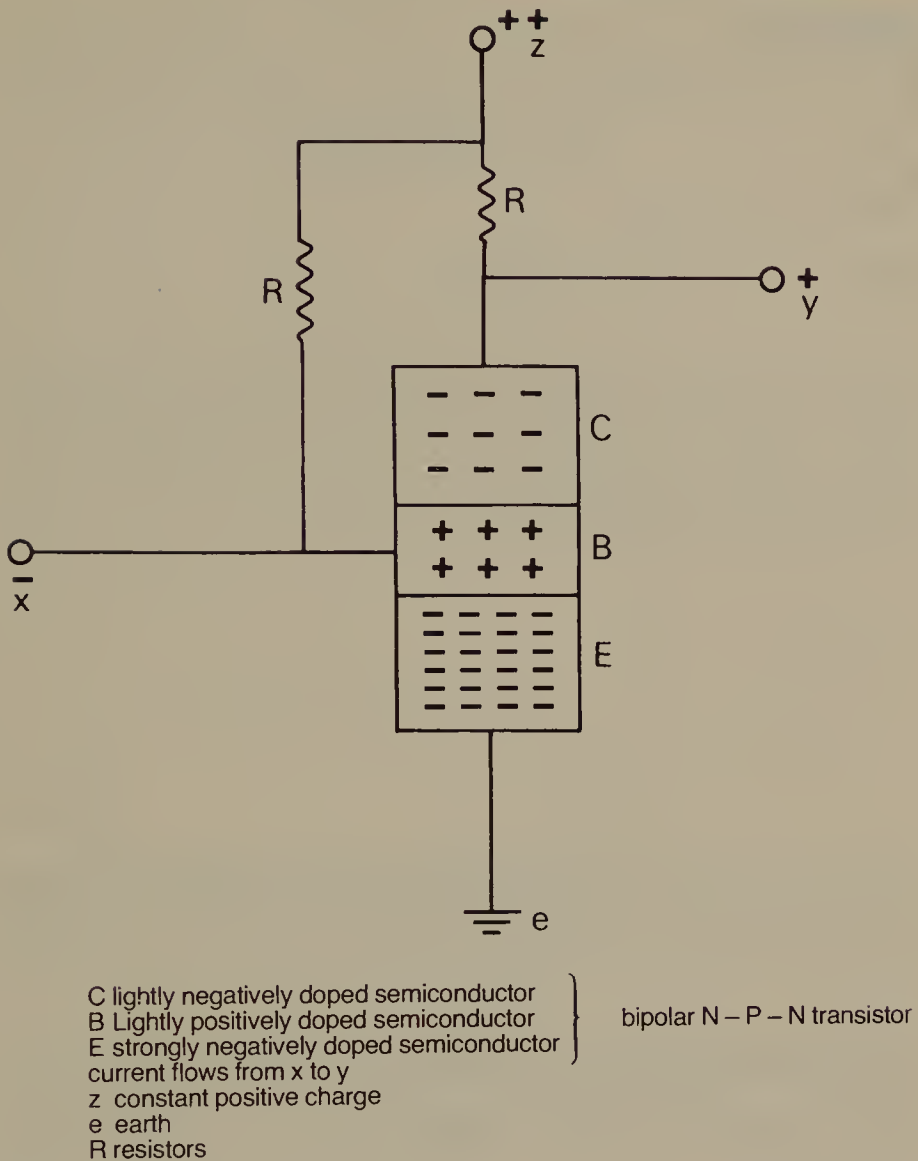 ++
z
R
R
+
y
C
- - -
- - -
- - -
B
+ + +
+ + +
-
x
E
- - - -
- - - -
- - - -
- - - -
- - - -
- - - -
e
C lightly negatively doped semiconductor
B Lightly positively doped semiconductor
E strongly negatively doped semiconductor
bipolar N – P – N transistor
current flows from x to y
z constant positive charge
e earth
R resistors